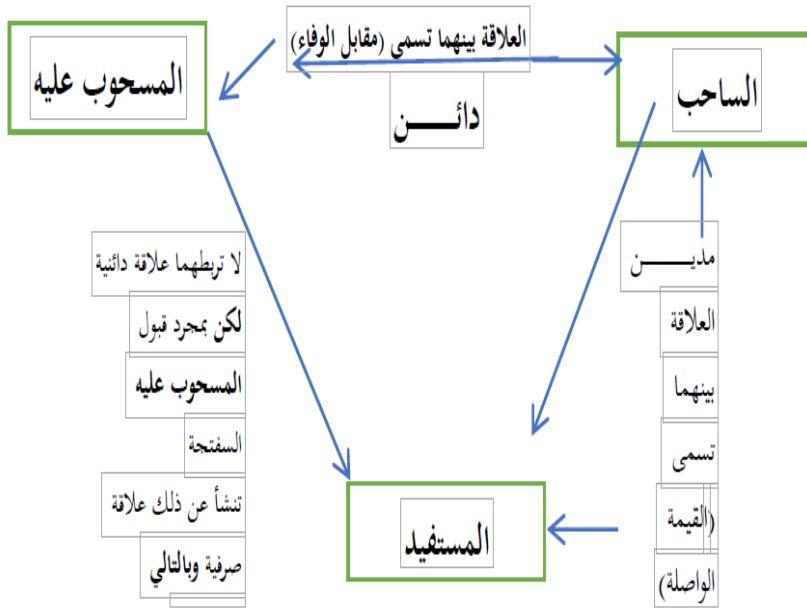 العلاقة بينهما تسمى (مقابل الوفاء)
الساحب
دائـــــن
المسحوب عليه
مديـــــن
العلاقة
بينهما
تسمى
(القيمة
الواصلة)
لا تربطهما علاقة دائنية
لكن بمجرد قبول
المسحوب عليه
السفتجة
تنشأ عن ذلك علاقة
صرفية وبالتالي
المستفيد